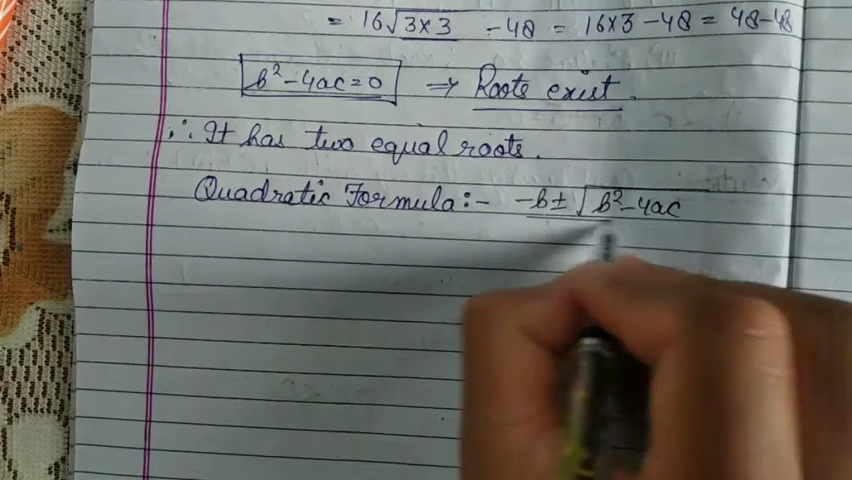 = 16√3×3 -48 = 16×3-48 = 48-48
b²-4ac=0 ⇒ Roots exist.
∴ It has two equal roots.
Quadratic Formula:- -b± √b²-4ac